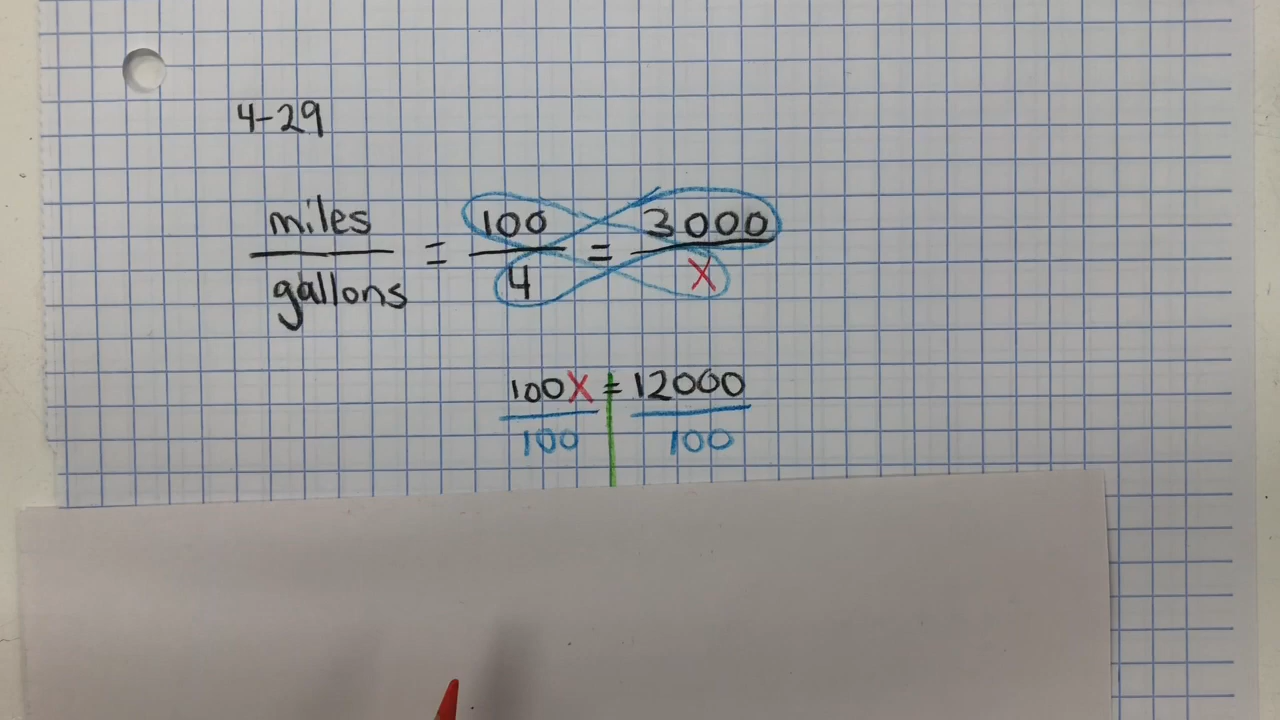 4-29
miles/gallons = 100/4 = 3000/X
100X = 12000
100 100